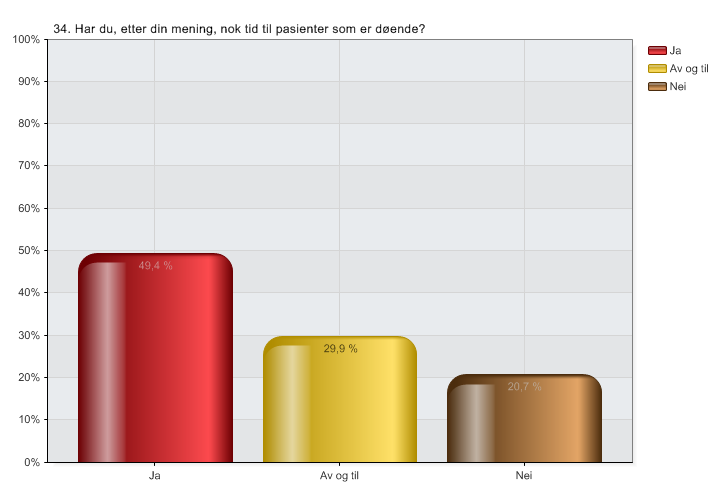 34. Har du, etter din mening, nok tid til pasienter som er døende?
100%
90%
80%
70%
60%
50%
40%
30%
20%
10%
0%
49,4 %
29,9 %
20,7 %
Ja
Av og til
Nei
Ja
Av og til
Nei